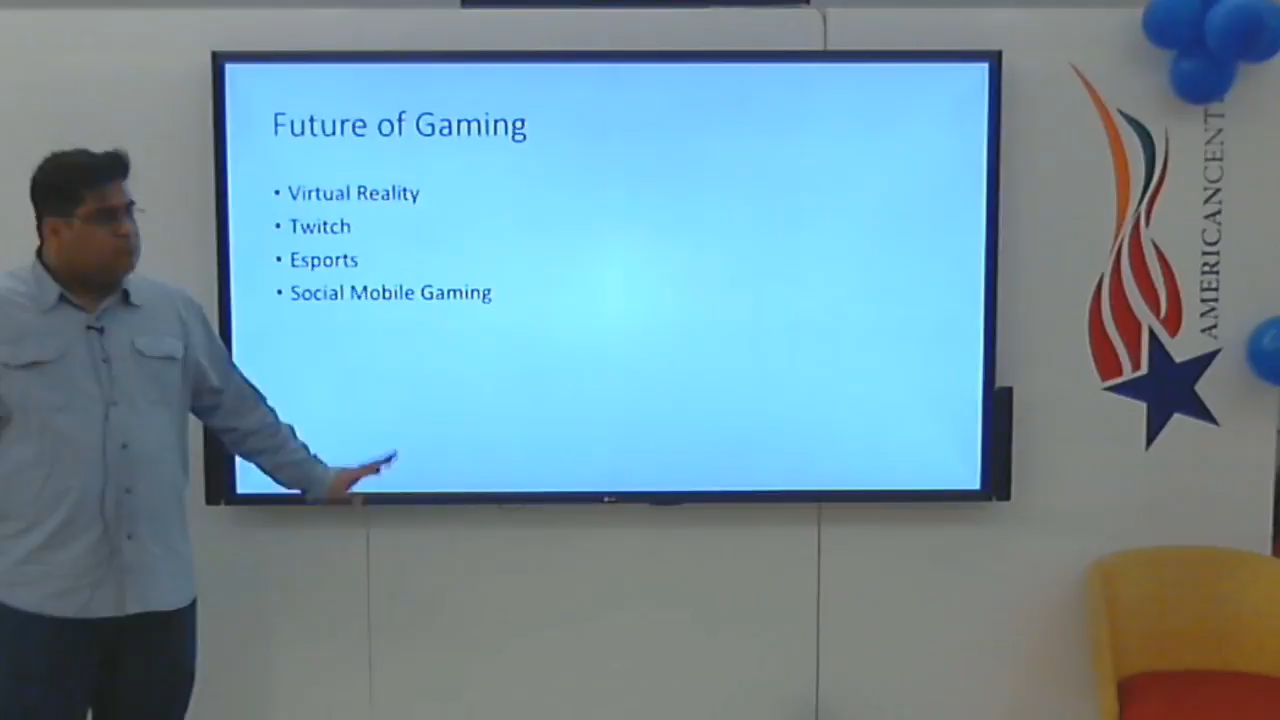 Future of Gaming
• Virtual Reality
• Twitch
• Esports
• Social Mobile Gaming
AMERICANCENT